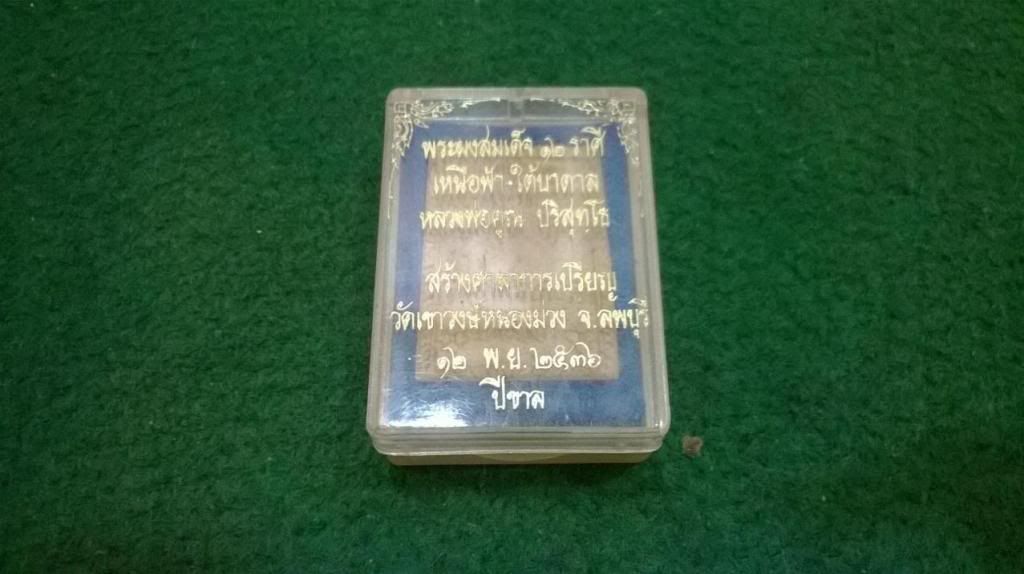 พระผงสมเด็จ ๑๒ ราศี
เหนือฟ้า-ใต้บาดาล
หลวงพ่อคูณ ปริสุทฺโธ
สร้างศาลาการเปรียญ
วัดเขาวงษ์หนองม่วง จ.ลพบุรี
๑๒ พ.ย. ๒๕๓๖
ปีขาล